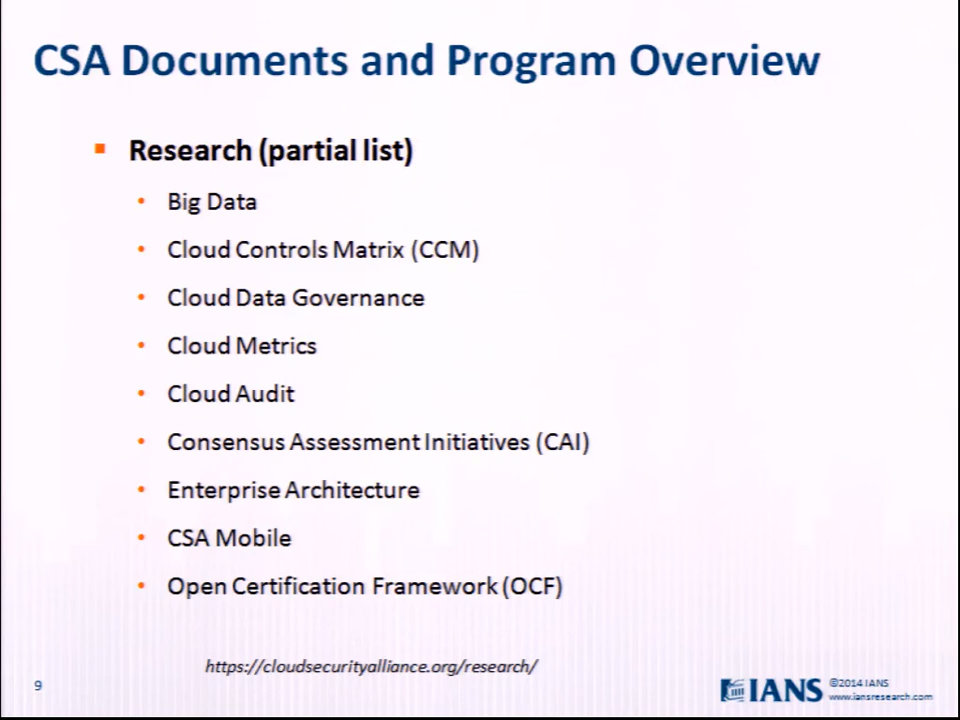 CSA Documents and Program Overview
Research (partial list)
Big Data
Cloud Controls Matrix (CCM)
Cloud Data Governance
Cloud Metrics
Cloud Audit
Consensus Assessment Initiatives (CAI)
Enterprise Architecture
CSA Mobile
Open Certification Framework (OCF)
https://cloudsecurityalliance.org/research/
9
IANS
©2014 IANS
www.iansresearch.com